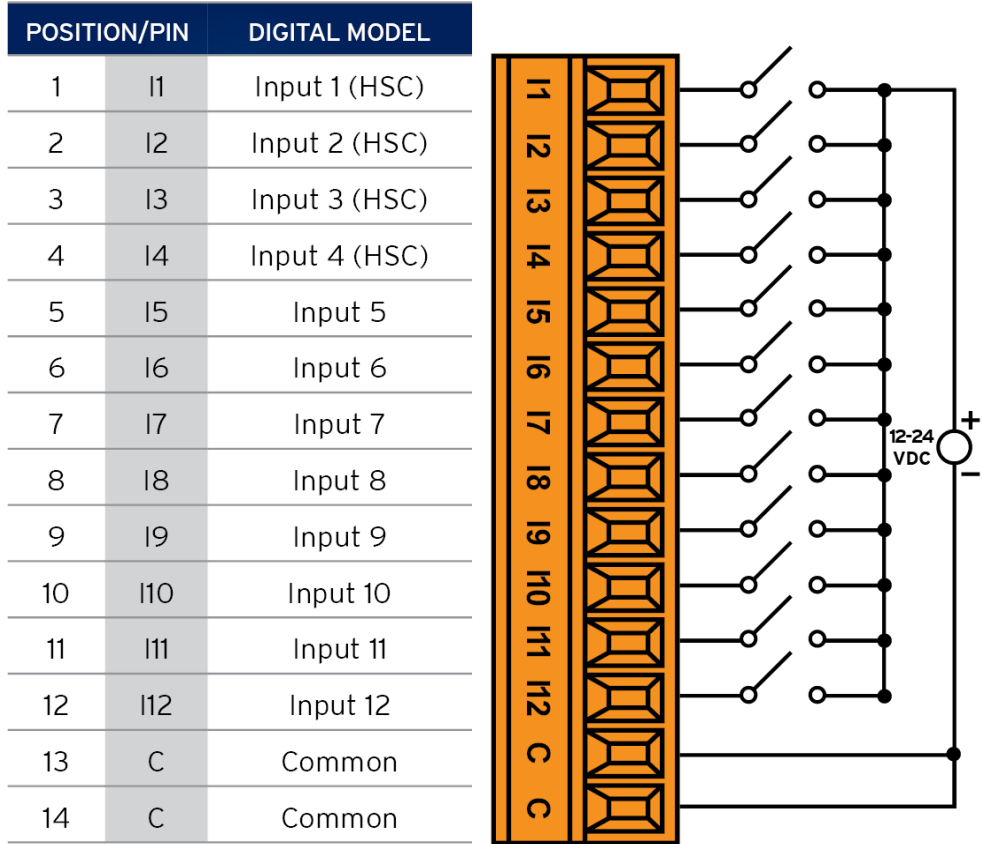 POSITION/PIN DIGITAL MODEL
1 I1 Input 1 (HSC)
2 I2 Input 2 (HSC)
3 I3 Input 3 (HSC)
4 I4 Input 4 (HSC)
5 I5 Input 5
6 I6 Input 6
7 I7 Input 7
8 I8 Input 8
9 I9 Input 9
10 I10 Input 10
11 I11 Input 11
12 I12 Input 12
13 C Common
14 C Common
I1
I2
I3
I4
I5
I6
I7
I8
I9
I10
I11
I12
C
C
+
12-24
VDC
−